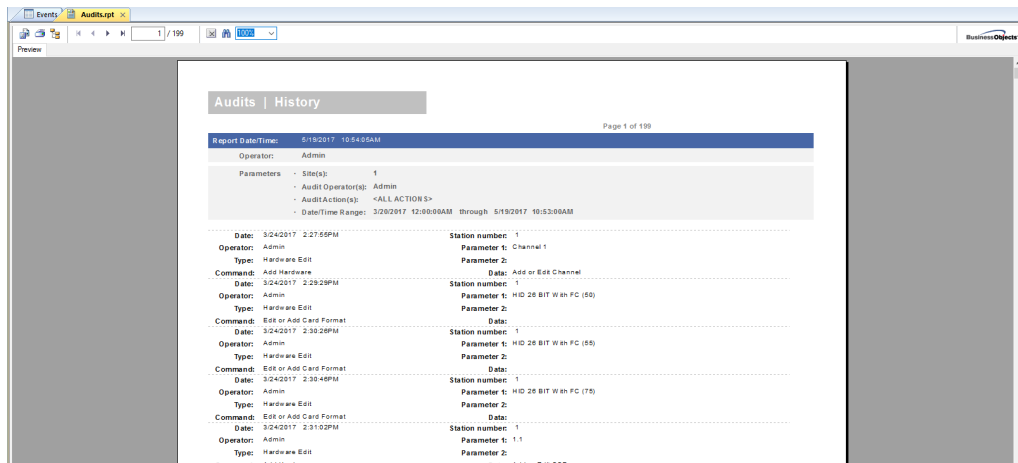 Events Audits.rpt ×
1 / 199 100% BusinessObjects
Preview
Audits | History
Page 1 of 199
Report Date/Time: 5/19/2017 10:54:05AM
Operator: Admin
Parameters - Site(s): 1
- Audit Operator(s): Admin
- Audit Action(s): <ALL ACTIONS>
- Date/Time Range: 3/20/2017 12:00:00AM through 5/19/2017 10:53:00AM
Date: 3/24/2017 2:27:55PM Station number: 1
Operator: Admin Parameter 1: Channel 1
Type: Hardware Edit Parameter 2:
Command: Add Hardware Data: Add or Edit Channel
Date: 3/24/2017 2:29:29PM Station number: 1
Operator: Admin Parameter 1: HID 26 BIT With FC (50)
Type: Hardware Edit Parameter 2:
Command: Edit or Add Card Format Data:
Date: 3/24/2017 2:30:26PM Station number: 1
Operator: Admin Parameter 1: HID 26 BIT With FC (55)
Type: Hardware Edit Parameter 2:
Command: Edit or Add Card Format Data:
Date: 3/24/2017 2:30:46PM Station number: 1
Operator: Admin Parameter 1: HID 26 BIT With FC (75)
Type: Hardware Edit Parameter 2:
Command: Edit or Add Card Format Data:
Date: 3/24/2017 2:31:02PM Station number: 1
Operator: Admin Parameter 1: 1.1
Type: Hardware Edit Parameter 2: